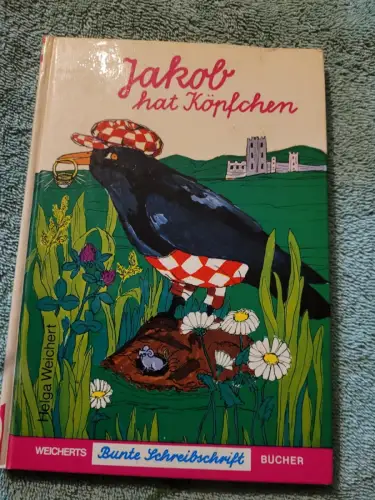 Jakob
hat Köpfchen
Helga Weichert
WEICHERTS Bunte Schreibschrift BÜCHER